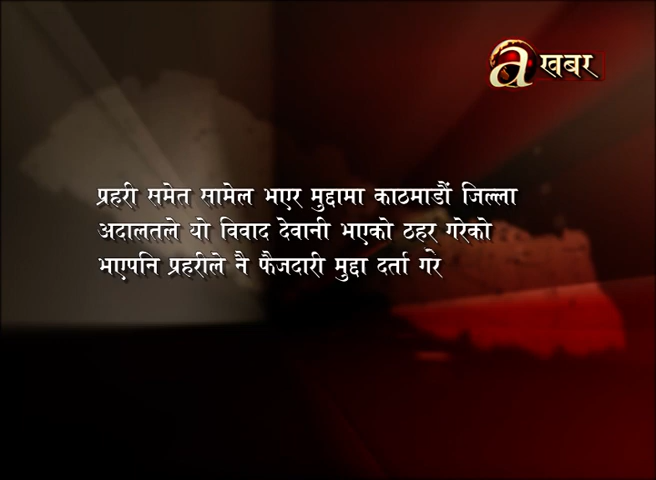 a खबर
प्रहरी समेत सामेल भएर मुद्दामा काठमाडौं जिल्ला
अदालतले यो विवाद देवानी भएको ठहर गरेको
भएपनि प्रहरीले नै फैजदारी मुद्दा दर्ता गरे